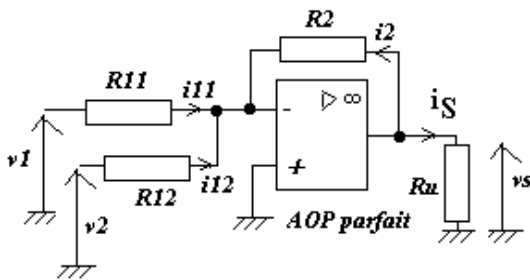 R2
i2
R11
i11
-
▷ ∞
iS
v1
R12
i12
+
Ru
vs
v2
AOP parfait